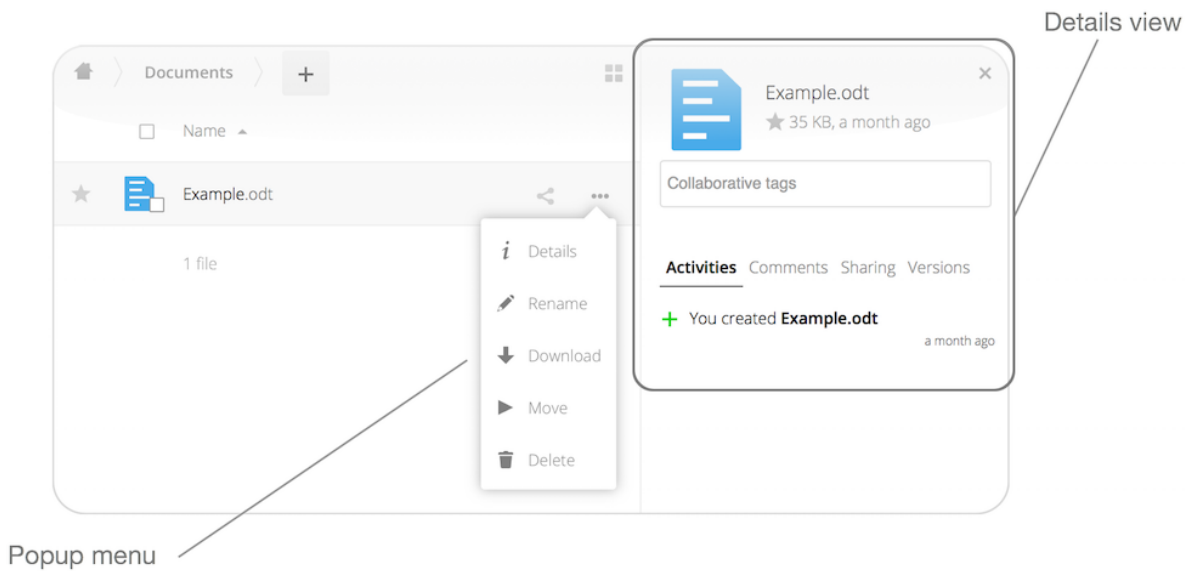 Details view
Documents
Name
Example.odt
1 file
Details
Rename
Download
Move
Delete
Example.odt
35 KB, a month ago
Collaborative tags
Activities Comments Sharing Versions
You created Example.odt
a month ago
Popup menu